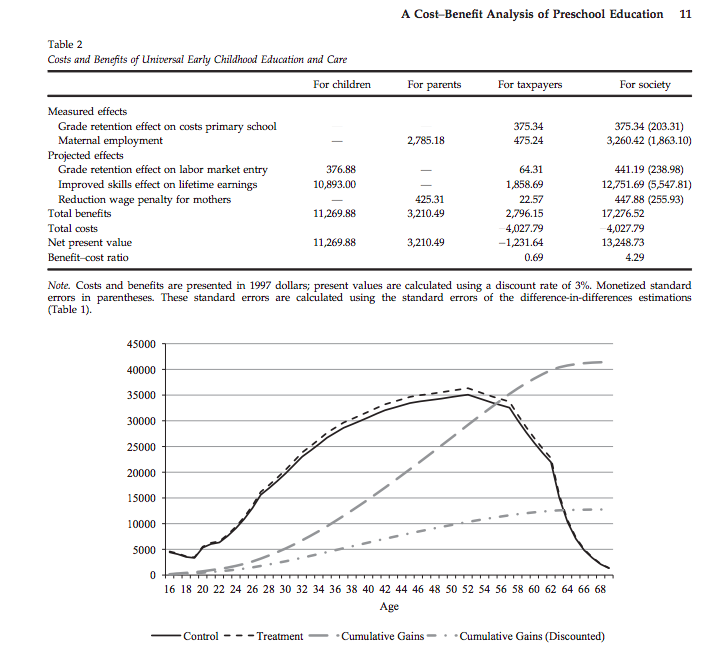 A Cost–Benefit Analysis of Preschool Education 11
Table 2
Costs and Benefits of Universal Early Childhood Education and Care
For children For parents For taxpayers For society
Measured effects
Grade retention effect on costs primary school — — 375.34 375.34 (203.31)
Maternal employment — 2,785.18 475.24 3,260.42 (1,863.10)
Projected effects
Grade retention effect on labor market entry 376.88 — 64.31 441.19 (238.98)
Improved skills effect on lifetime earnings 10,893.00 — 1,858.69 12,751.69 (5,547.81)
Reduction wage penalty for mothers — 425.31 22.57 447.88 (255.93)
Total benefits 11,269.88 3,210.49 2,796.15 17,276.52
Total costs 4,027.79 4,027.79
Net present value 11,269.88 3,210.49 −1,231.64 13,248.73
Benefit–cost ratio 0.69 4.29
Note. Costs and benefits are presented in 1997 dollars; present values are calculated using a discount rate of 3%. Monetized standard
errors in parentheses. These standard errors are calculated using the standard errors of the difference-in-differences estimations
(Table 1).
45000
40000
35000
30000
25000
20000
15000
10000
5000
0
16 18 20 22 24 26 28 30 32 34 36 38 40 42 44 46 48 50 52 54 56 58 60 62 64 66 68
Age
Control Treatment Cumulative Gains Cumulative Gains (Discounted)